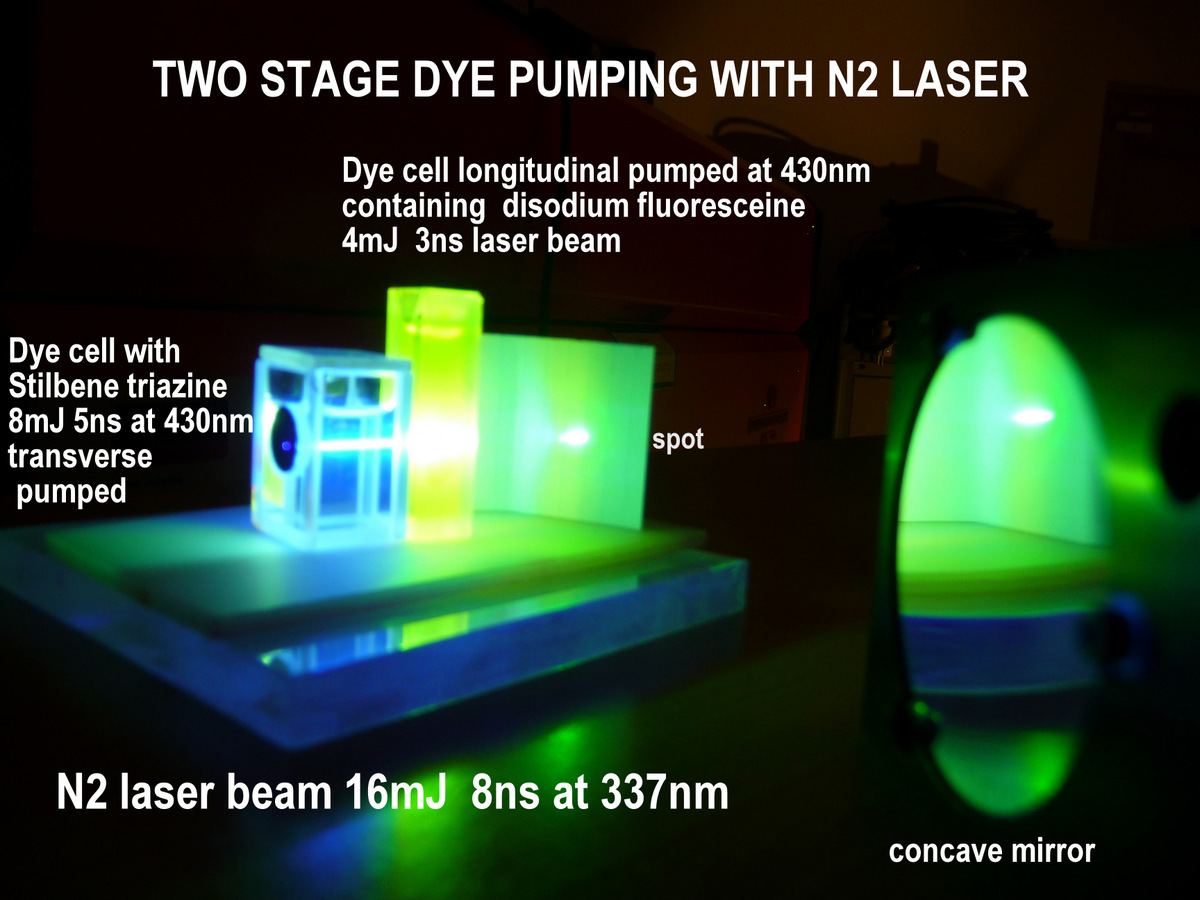 TWO STAGE DYE PUMPING WITH N2 LASER
Dye cell longitudinal pumped at 430nm
containing  disodium fluoresceine
4mJ  3ns laser beam
Dye cell with
Stilbene triazine
8mJ 5ns at 430nm
transverse
pumped
spot
N2 laser beam 16mJ  8ns at 337nm
concave mirror